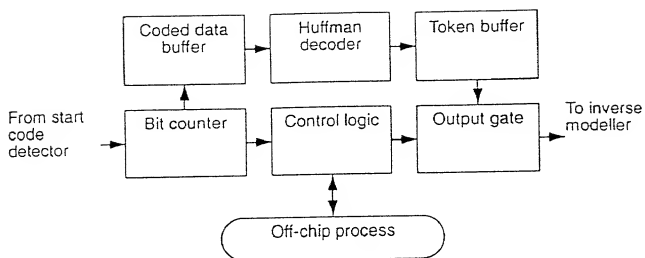 Coded data
buffer
Huffman
decoder
Token buffer
From start
code
detector
Bit counter
Control logic
Output gate
To inverse
modeller
Off-chip process